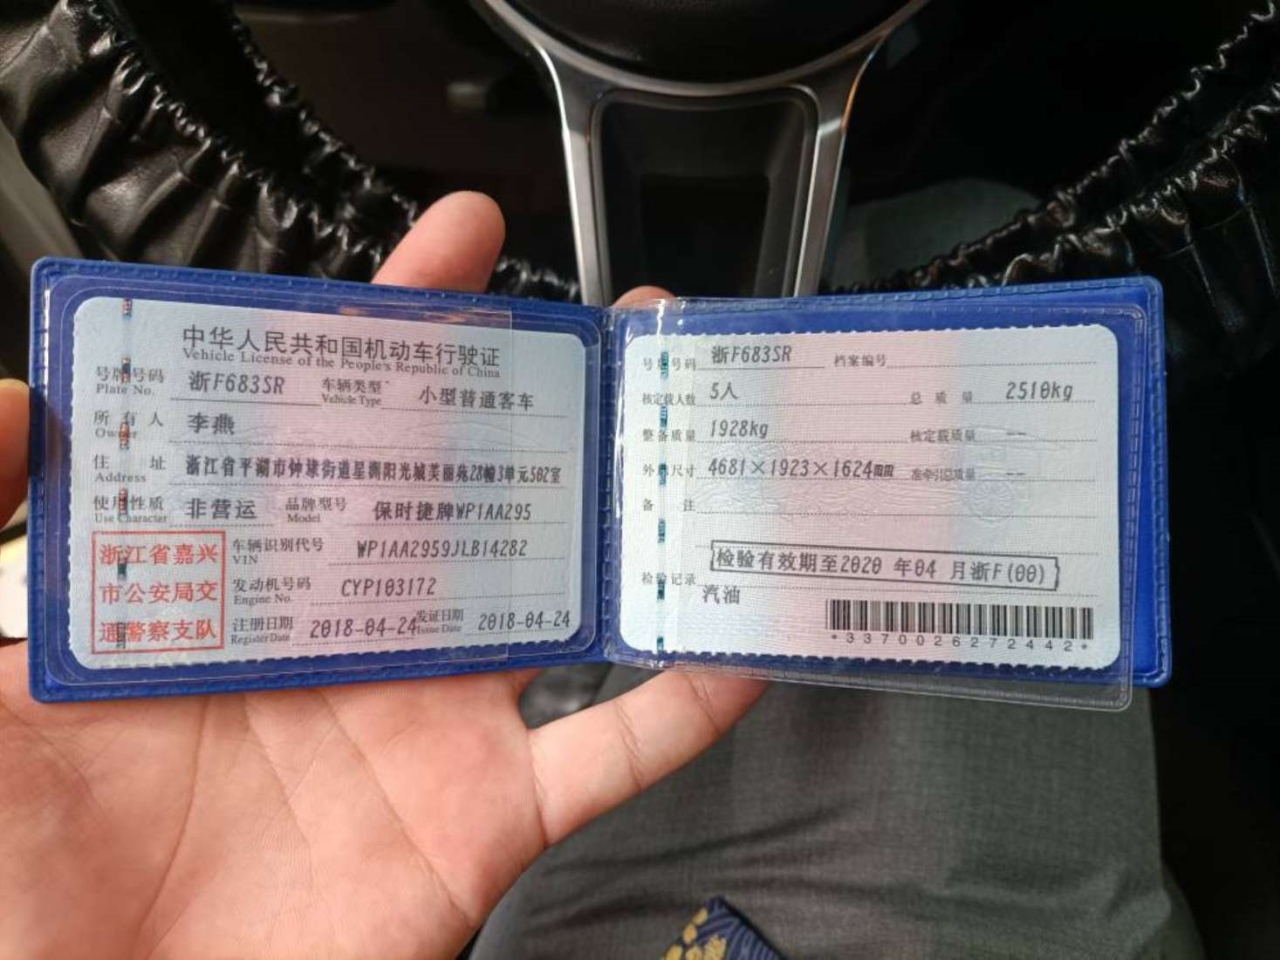 中华人民共和国机动车行驶证
Vehicle License of the People's Republic of China
号牌号码 浙F683SR 车辆类型 小型普通客车
Plate No. Vehicle Type
所有人 李燕
Owner
住址 浙江省平湖市钟埭街道星洲阳光城美丽苑28幢3单元502室
Address
使用性质 非营运 品牌型号 保时捷牌WP1AA295
Use Character Model
浙江省嘉兴
市公安局交
通警察支队
车辆识别代号 WP1AA2959JLB14282
VIN
发动机号码 CYP103172
Engine No.
注册日期 2018-04-24 发证日期 2018-04-24
Register Date Issue Date
号牌号码 浙F683SR 档案编号
核定载人数 5人 总质量 2510kg
整备质量 1928kg 核定载质量 --
外廓尺寸 4681×1923×1624mm 准牵引总质量 --
备注
检验有效期至2020 年04 月浙F(00)
检验记录
汽油
*3370026272442*